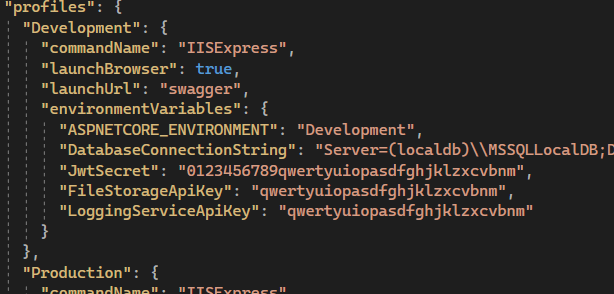 "profiles": {
"Development": {
"commandName": "IISExpress",
"launchBrowser": true,
"launchUrl": "swagger",
"environmentVariables": {
"ASPNETCORE_ENVIRONMENT": "Development",
"DatabaseConnectionString": "Server=(localdb)\\MSSQLLocalDB;D
"JwtSecret": "0123456789qwertyuiopasdfghjklzxcvbnm",
"FileStorageApiKey": "qwertyuiopasdfghjklzxcvbnm",
"LoggingServiceApiKey": "qwertyuiopasdfghjklzxcvbnm"
}
},
"Production": {
"commandName": "IISExpress"